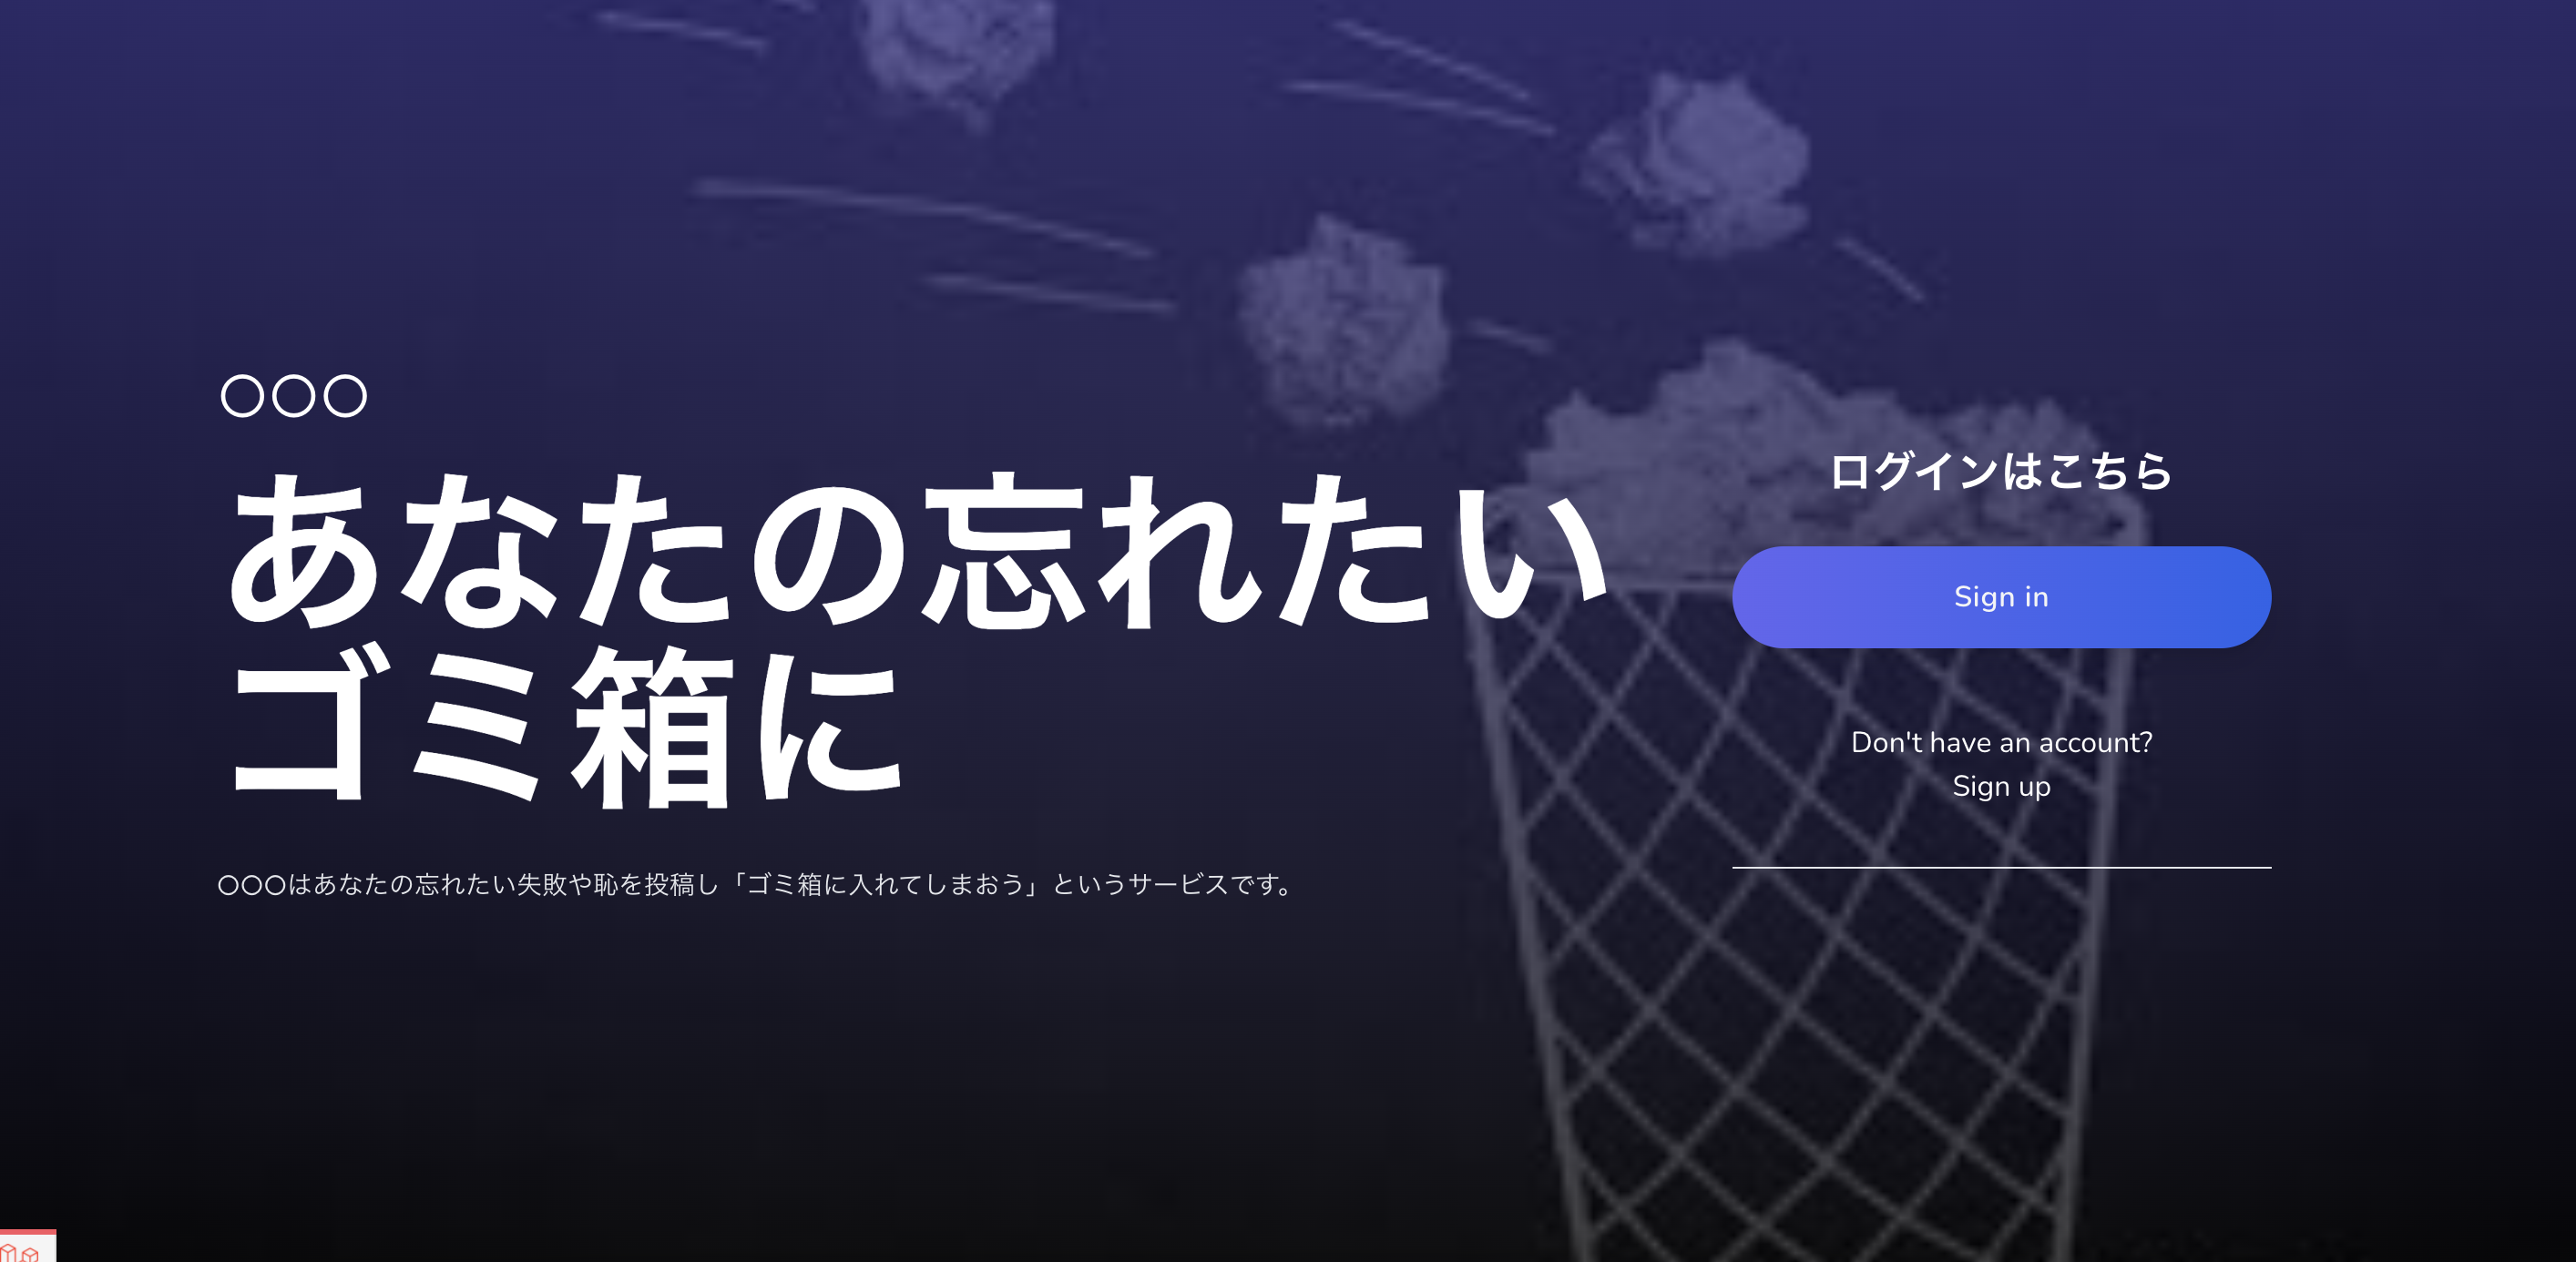 ○○○
あなたの忘れたい
ゴミ箱に
○○○はあなたの忘れたい失敗や恥を投稿し「ゴミ箱に入れてしまおう」というサービスです。
ログインはこちら
Sign in
Don't have an account?
Sign up